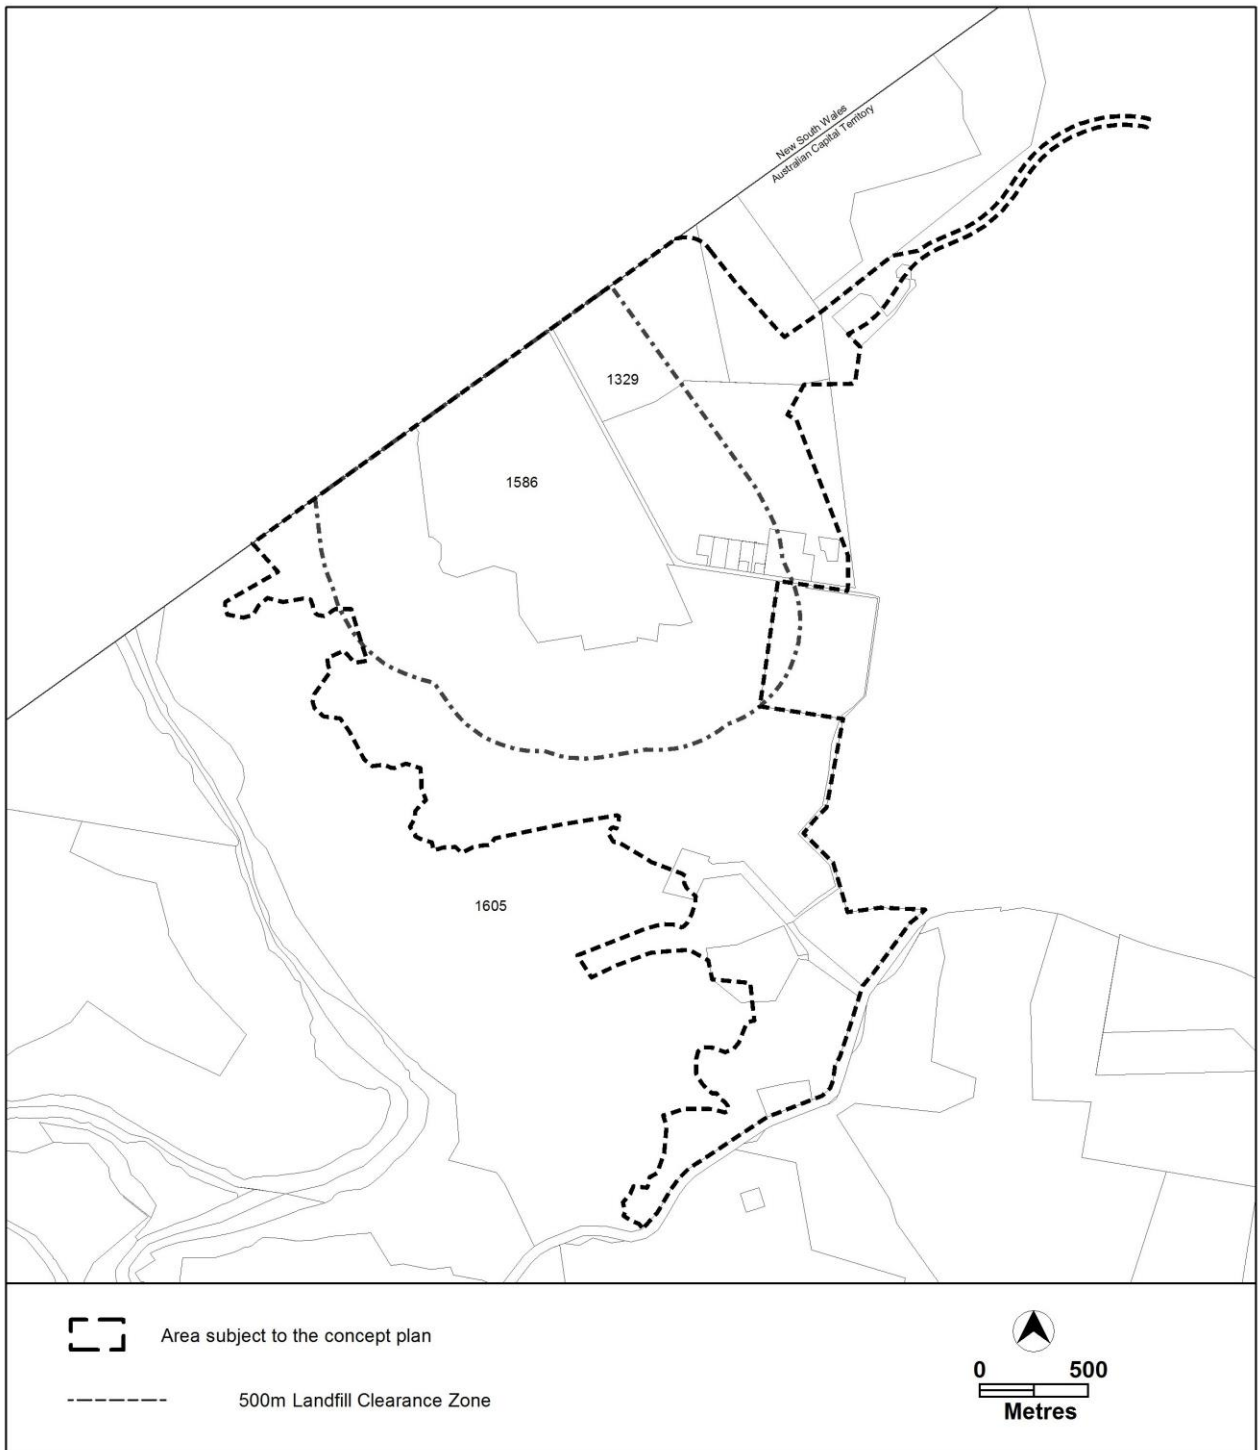 New South Wales
Australian Capital Territory
1329
1586
1605
Area subject to the concept plan
500m Landfill Clearance Zone
0 500
Metres